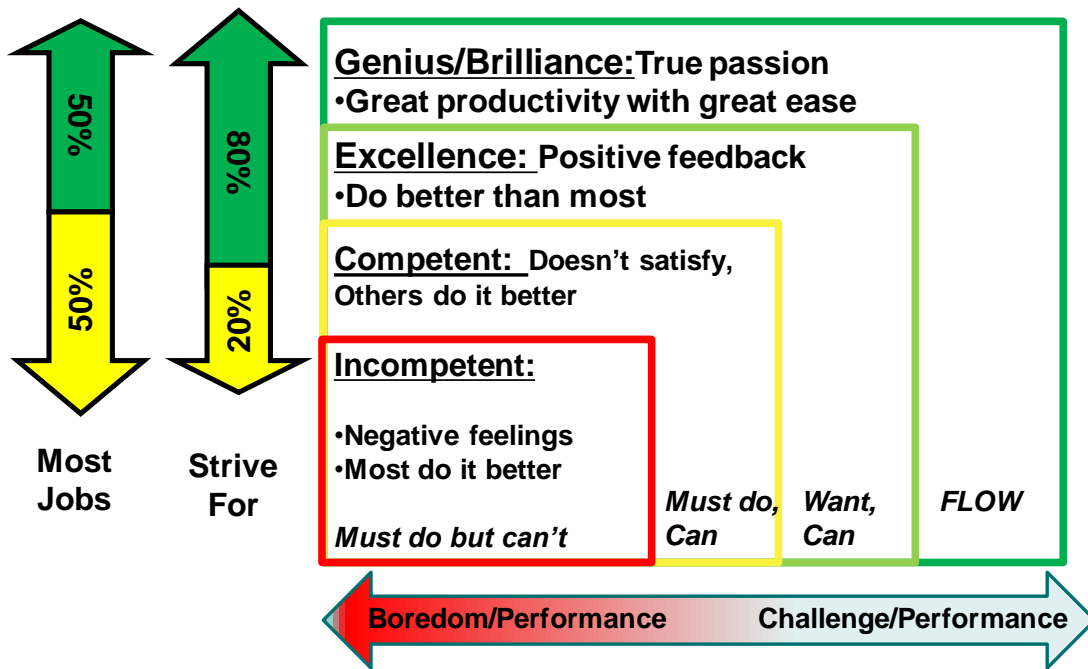 50%
50%
Most
Jobs
80%
20%
Strive
For
Genius/Brilliance:True passion
•Great productivity with great ease
Excellence: Positive feedback
•Do better than most
Competent: Doesn’t satisfy,
Others do it better
Incompetent:
•Negative feelings
•Most do it better
Must do but can’t
Must do,
Can
Want,
Can
FLOW
Boredom/Performance
Challenge/Performance